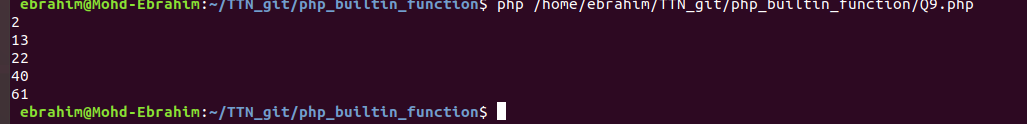 ebrahim@Mohd-Ebrahim:~/TTN_git/php_builtin_function$ php /home/ebrahim/TTN_git/php_builtin_function/Q9.php
2
13
22
40
61
ebrahim@Mohd-Ebrahim:~/TTN_git/php_builtin_function$